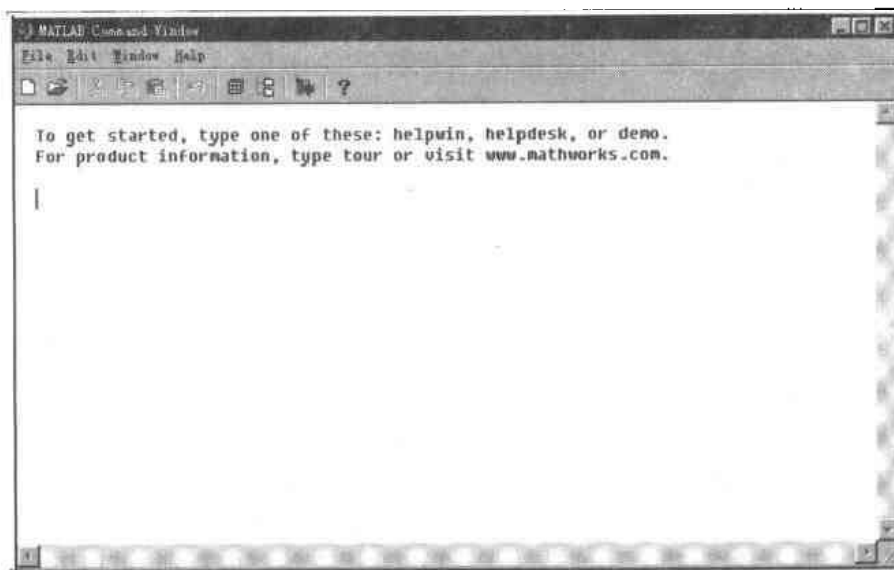 MATLAB Command Window
File Edit Window Help
To get started, type one of these: helpwin, helpdesk, or demo.
For product information, type tour or visit www.mathworks.com.